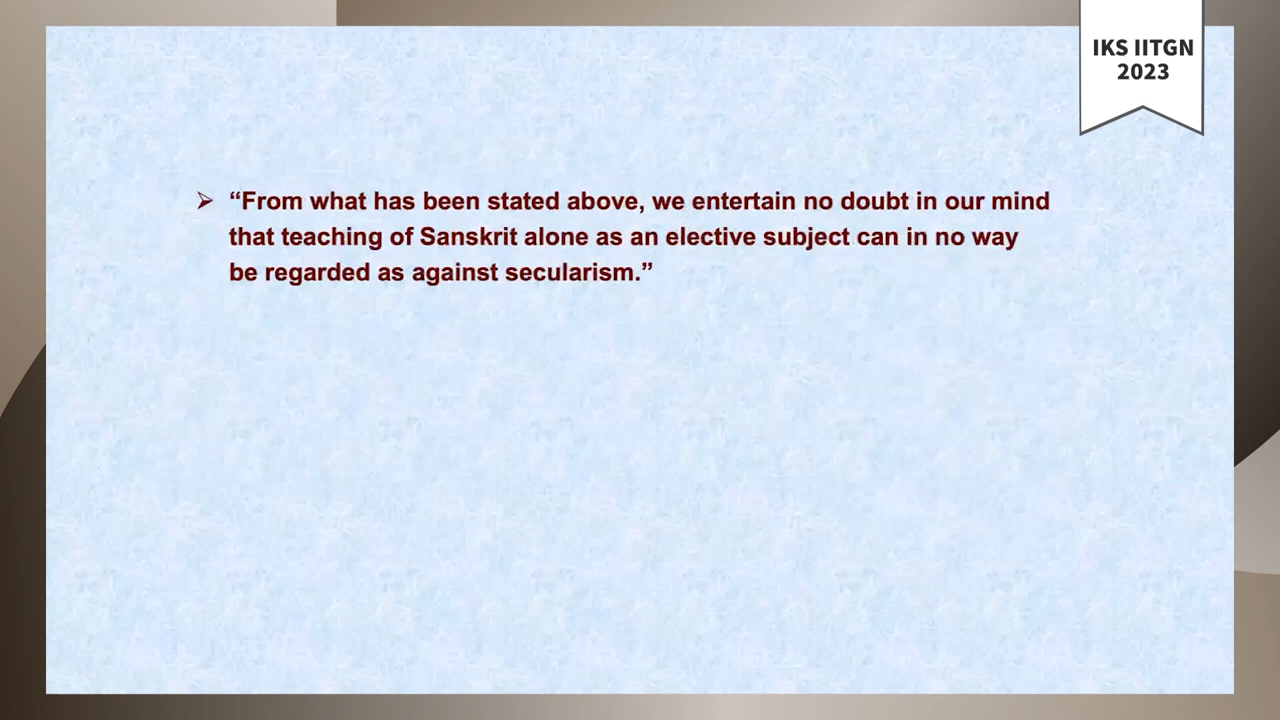 IKS IITGN
2023
“From what has been stated above, we entertain no doubt in our mind
that teaching of Sanskrit alone as an elective subject can in no way
be regarded as against secularism.”